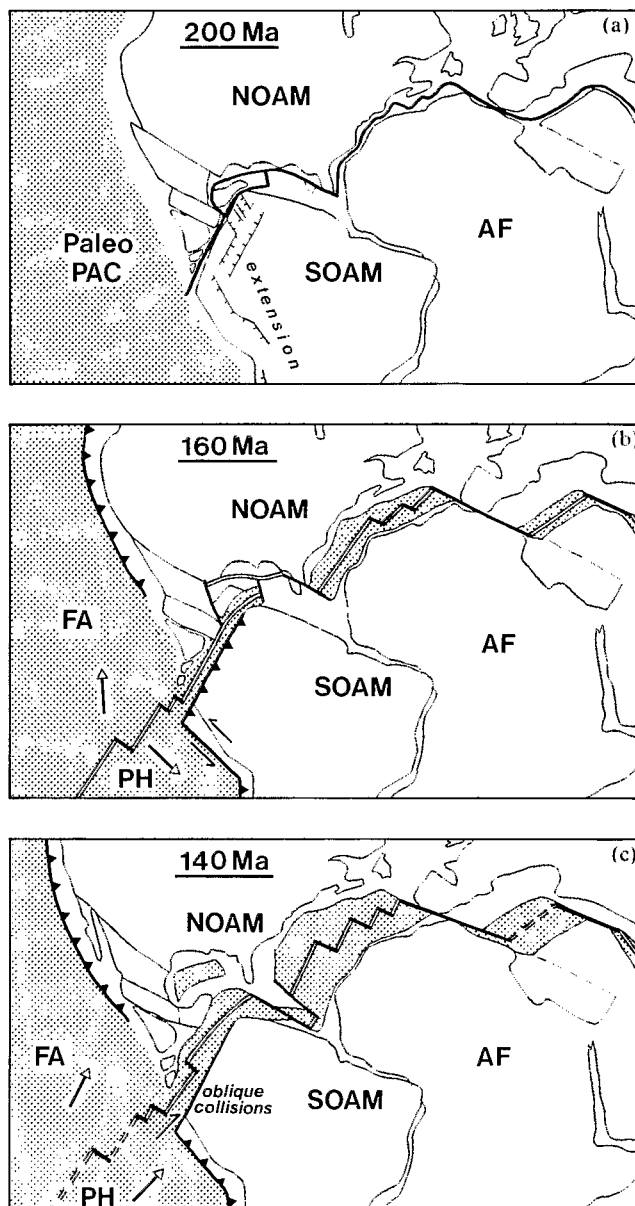 (a)
200 Ma
NOAM
Paleo
PAC
AF
SOAM
extension
(b)
160 Ma
NOAM
FA
AF
SOAM
PH
(c)
140 Ma
NOAM
FA
AF
oblique
collisions
SOAM
PH